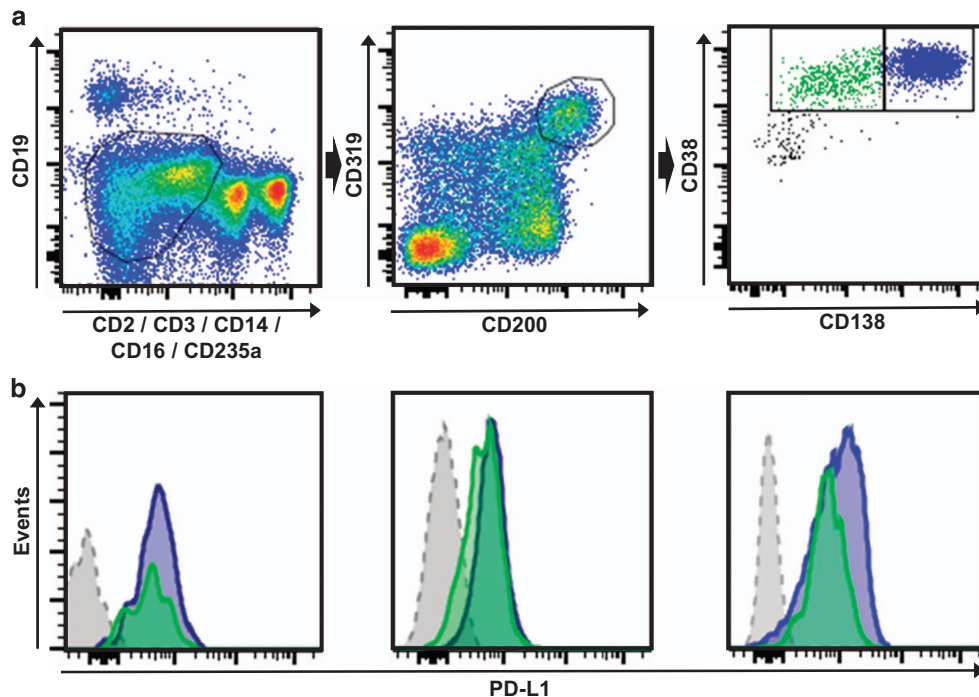 a
CD19
CD2 / CD3 / CD14 /
CD16 / CD235a
CD319
CD200
CD38
CD138
b
Events
PD-L1